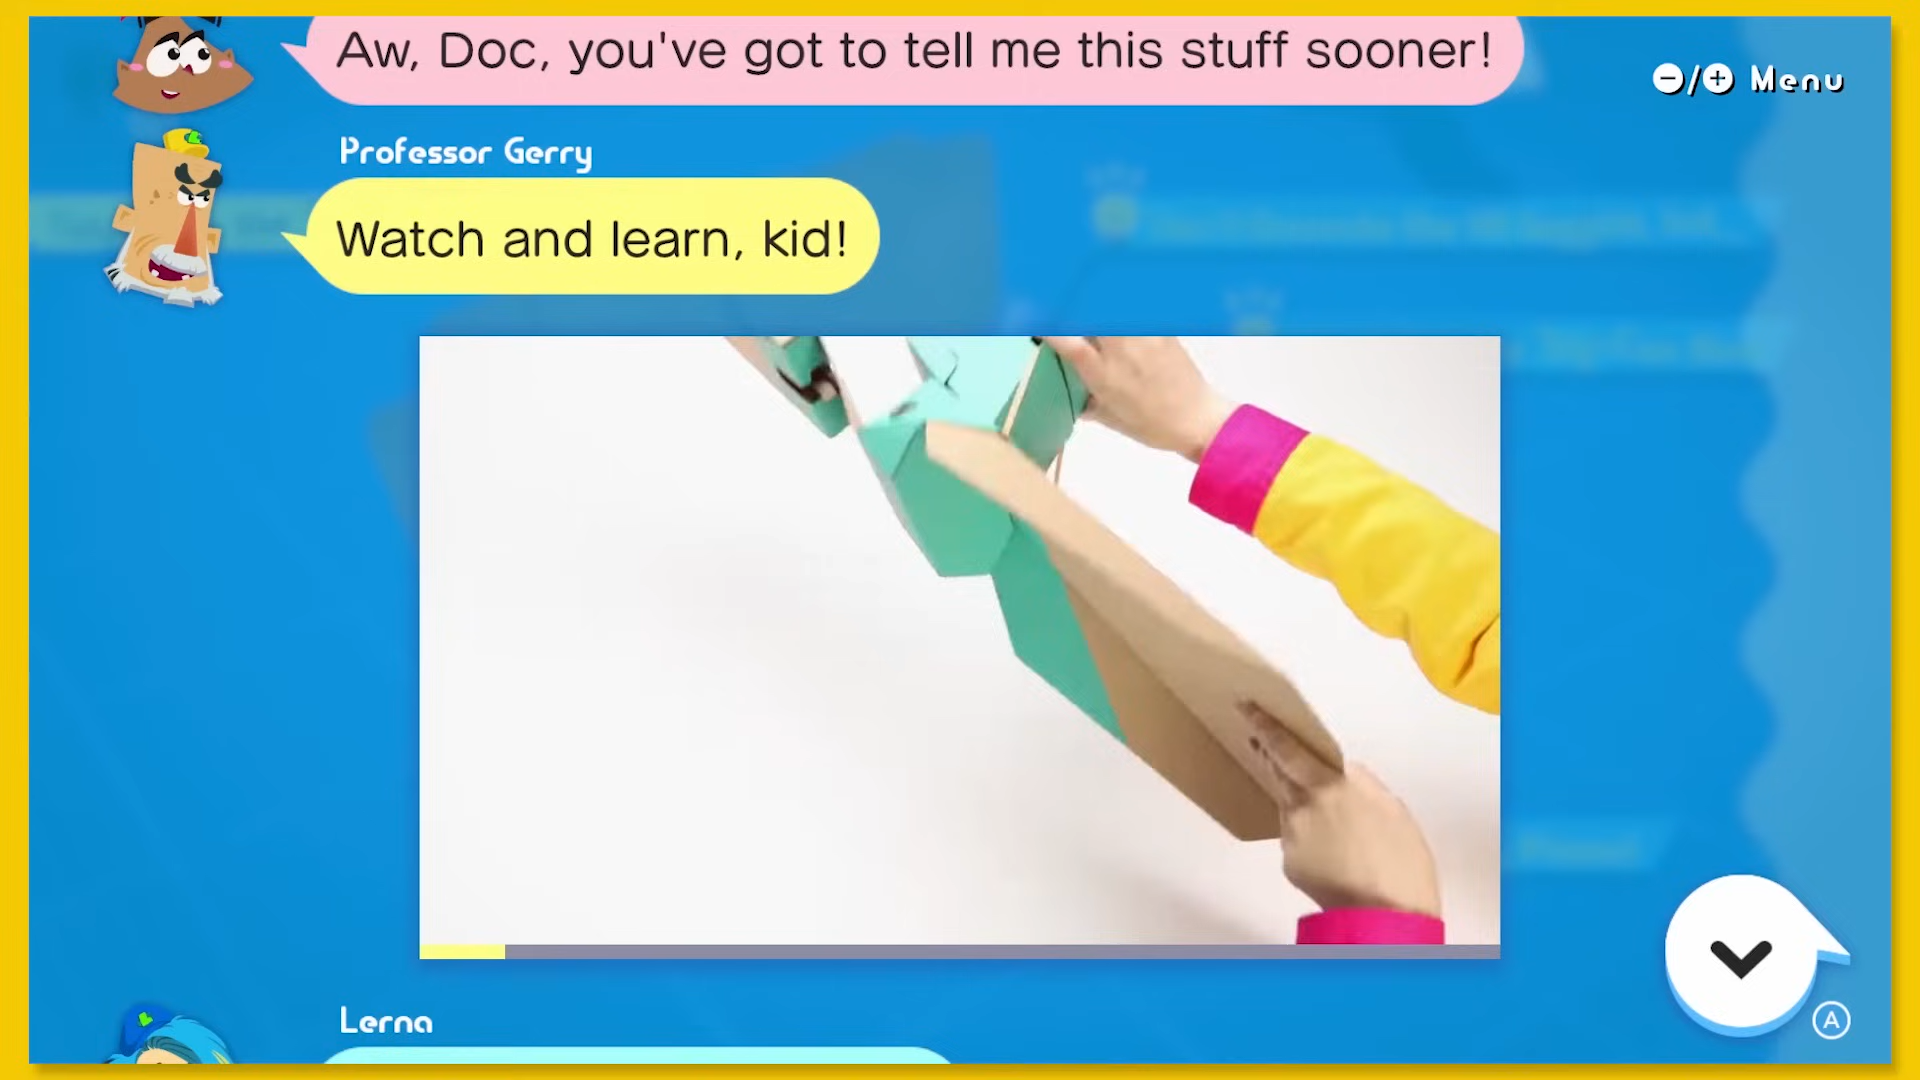 Aw, Doc, you've got to tell me this stuff sooner!
-/+ Menu
Professor Gerry
Watch and learn, kid!
Lerna
A